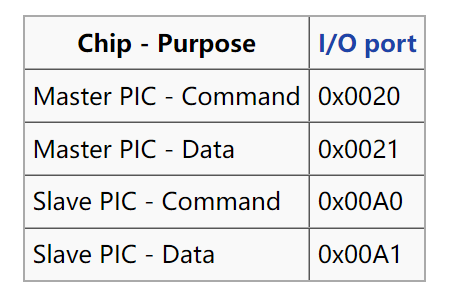 Chip - Purpose I/O port
Master PIC - Command 0x0020
Master PIC - Data 0x0021
Slave PIC - Command 0x00A0
Slave PIC - Data 0x00A1